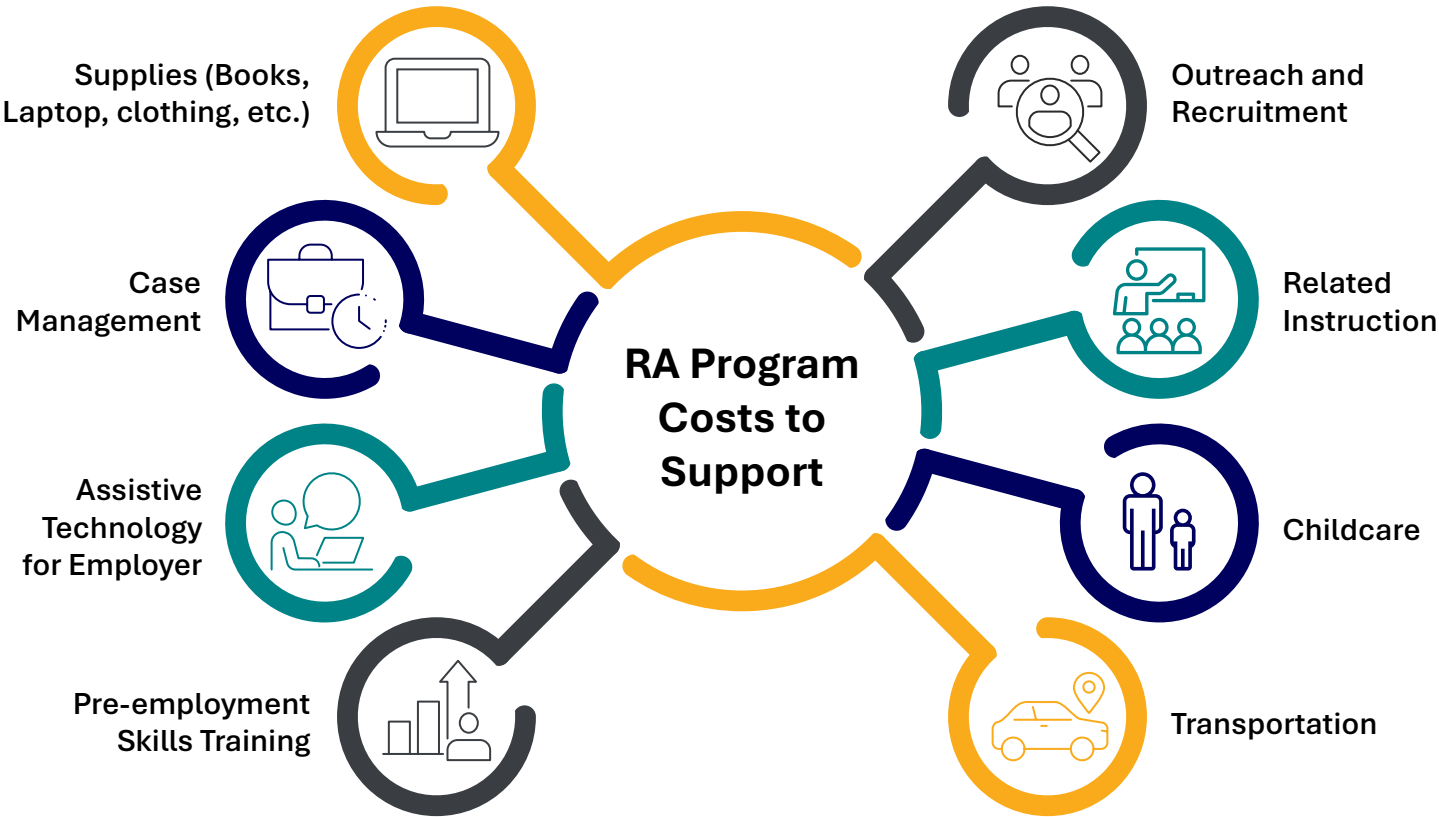 Supplies (Books,
Laptop, clothing, etc.)
Case
Management
Assistive
Technology
for Employer
Pre-employment
Skills Training
RA Program
Costs to
Support
Outreach and
Recruitment
Related
Instruction
Childcare
Transportation